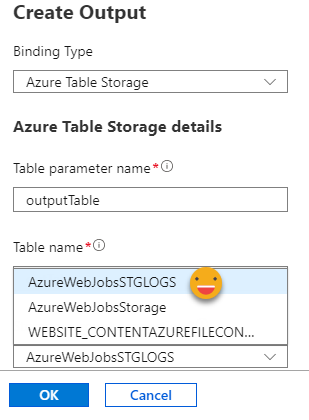 Create Output
Binding Type
Azure Table Storage
Azure Table Storage details
Table parameter name*
outputTable
Table name*
AzureWebJobsSTGLOGS
AzureWebJobsStorage
WEBSITE_CONTENTAZUREFILECON...
AzureWebJobsSTGLOGS
OK
Cancel